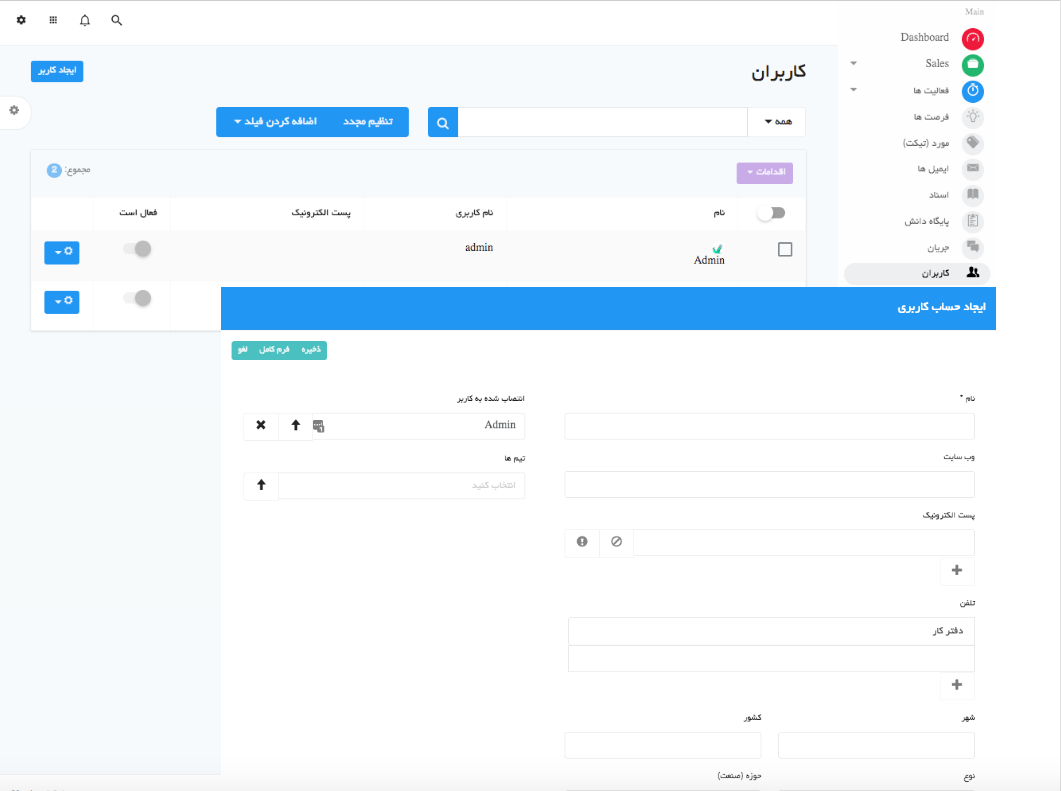 Main
Dashboard
Sales
فعالیت ها
فرصت ها
مورد (تیکت)
ایمیل ها
اسناد
پایگاه دانش
جریان
کاربران
کاربران
ایجاد کاربر
همه
تنظیم مجدد
اضافه کردن فیلد
اقدامات
مجموع: 2
نام
نام کاربری
پست الکترونیک
فعال است
Admin
admin
ایجاد حساب کاربری
ذخیره
فرم کامل
لغو
نام *
انتصاب شده به کاربر
Admin
وب سایت
تیم ها
انتخاب کنید
پست الکترونیک
تلفن
دفتر کار
شهر
کشور
نوع
حوزه (صنعت)